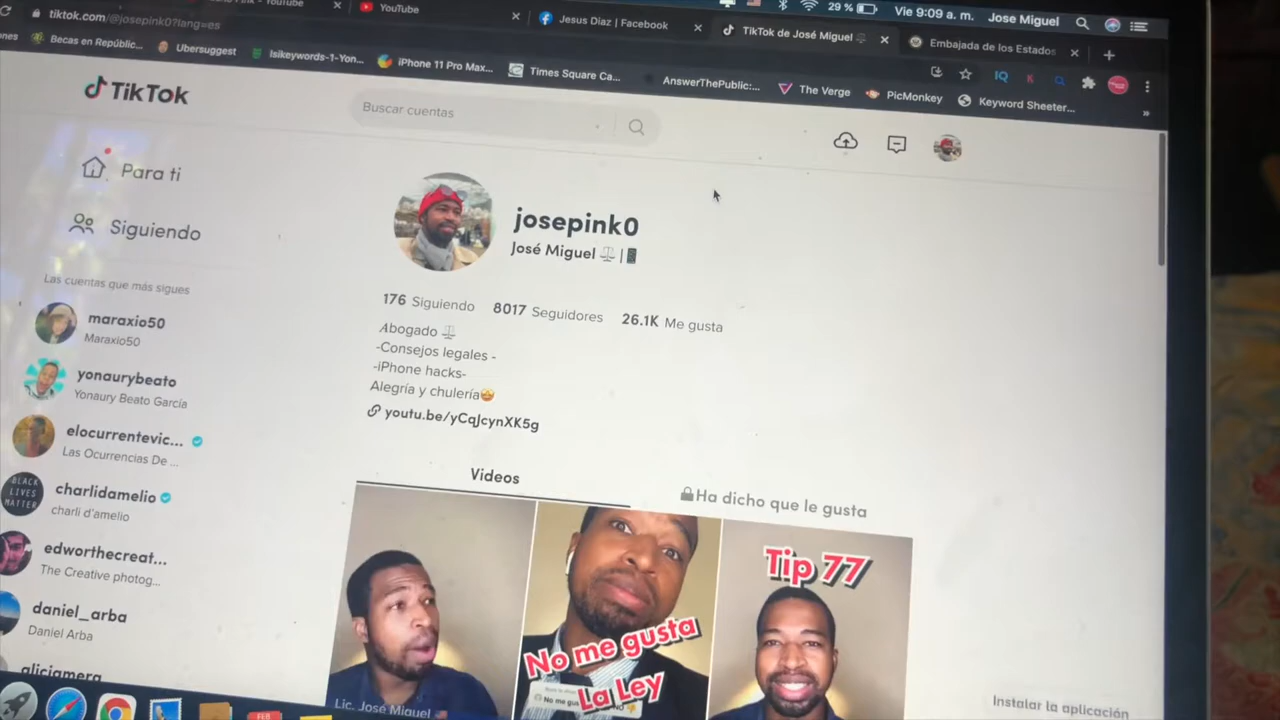 YouTube
YouTube
Jesus Diaz | Facebook
TikTok de José Miguel
Embajada de los Estados
29 %
Vie 9:09 a. m.
Jose Miguel
tiktok.com/@josepink0?lang=es
Becas en Repúblic...
Ubersuggest
Isikeywords-1-Yon...
iPhone 11 Pro Max...
Times Square Ca...
AnswerThePublic:...
The Verge
PicMonkey
Keyword Sheeter...
»
TikTok
Buscar cuentas
Para ti
Siguiendo
Las cuentas que más sigues
maraxio50
Maraxio50
yonaurybeato
Yonaury Beato García
elocurrentevic...
Las Ocurrencias De ...
BLACK
LIVES
MATTER
charlidamelio
charli d'amelio
edworthecreat...
The Creative photog...
daniel_arba
Daniel Arba
aliciamera
josepink0
José Miguel ⚖ |📱
176 Siguiendo 8017 Seguidores 26.1K Me gusta
Abogado ⚖
-Consejos legales -
-iPhone hacks-
Alegría y chulería🤩
youtu.be/yCqJcynXK5g
Videos
Ha dicho que le gusta
Lic. José Miguel
No me gusta
La Ley
Tip 77
Instalar la aplicación
FEB